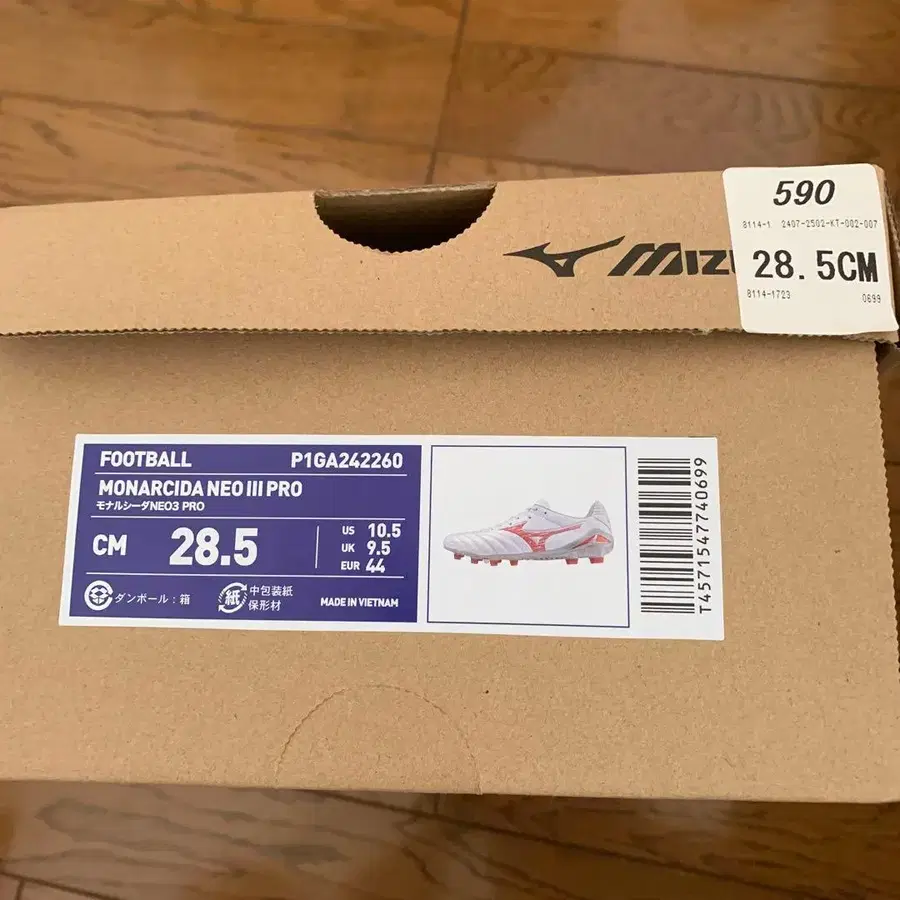 590
8114-1 2407-2502-KT-002-007
28.5CM
8114-1723 0699
MIZU
FOOTBALL P1GA242260
MONARCIDA NEO III PRO
モナルシーダNEO3 PRO
CM 28.5
US 10.5
UK 9.5
EUR 44
ダンボール：箱
紙 中包装紙
保形材
MADE IN VIETNAM
T4571547740699